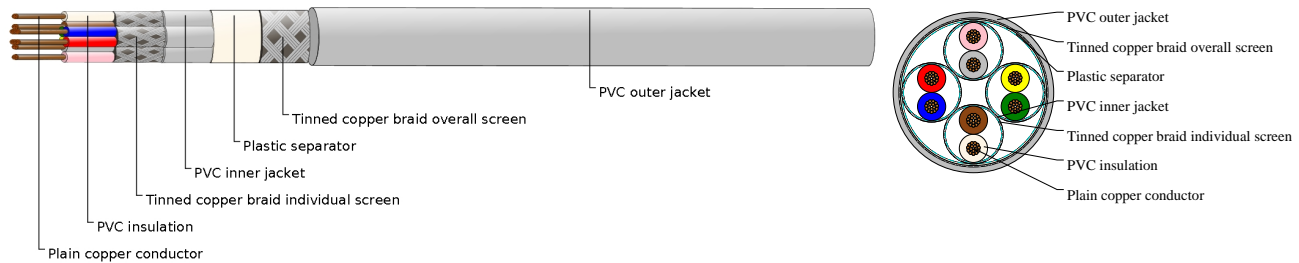 PVC outer jacket
Tinned copper braid overall screen
Plastic separator
PVC inner jacket
Tinned copper braid individual screen
PVC insulation
Plain copper conductor
PVC outer jacket
Tinned copper braid overall screen
Plastic separator
PVC inner jacket
Tinned copper braid individual screen
PVC insulation
Plain copper conductor